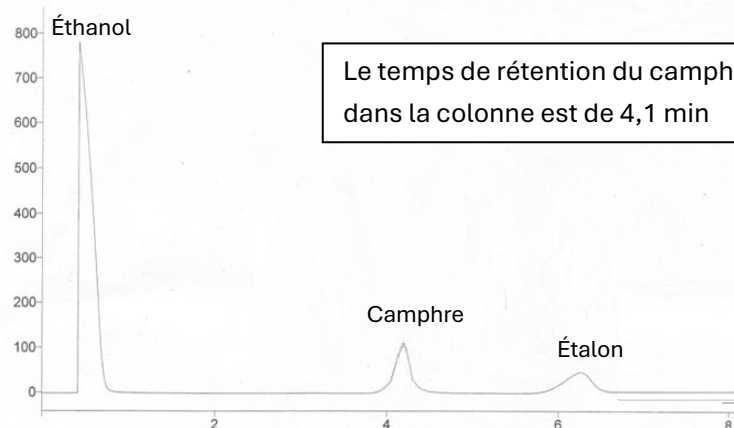 Éthanol
Le temps de rétention du camph
dans la colonne est de 4,1 min
Camphre
Étalon
800
700
600
500
400
300
200
100
0
2
4
6
8